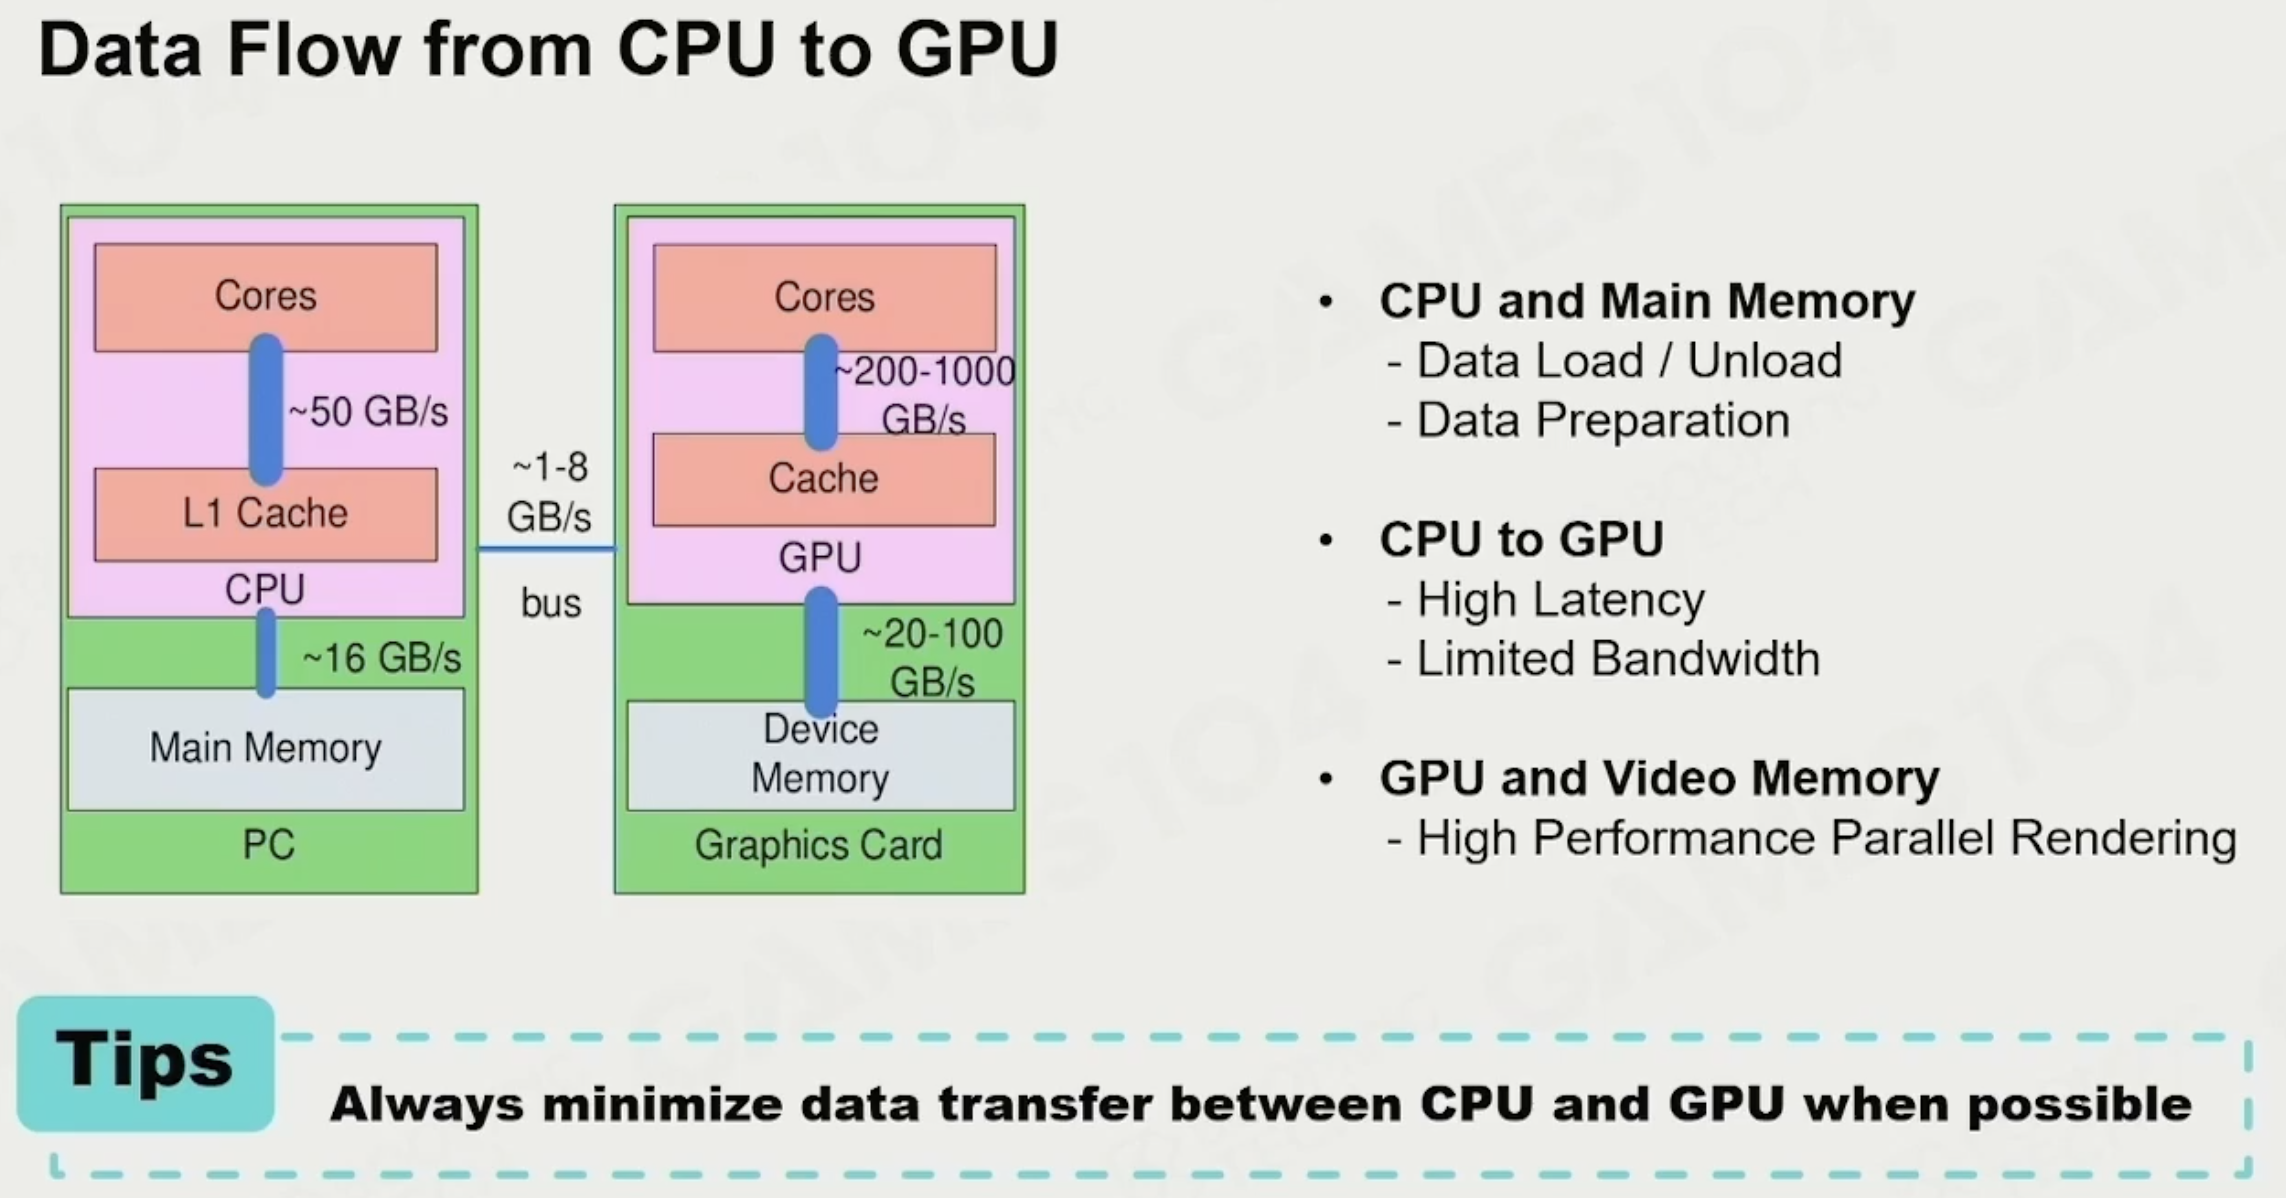 Data Flow from CPU to GPU
Cores
~50 GB/s
L1 Cache
CPU
~16 GB/s
Main Memory
PC
~1-8
GB/s
bus
Cores
~200-1000
GB/s
Cache
GPU
~20-100
GB/s
Device
Memory
Graphics Card
• CPU and Main Memory
- Data Load / Unload
- Data Preparation
• CPU to GPU
- High Latency
- Limited Bandwidth
• GPU and Video Memory
- High Performance Parallel Rendering
Tips
Always minimize data transfer between CPU and GPU when possible
GAMES104